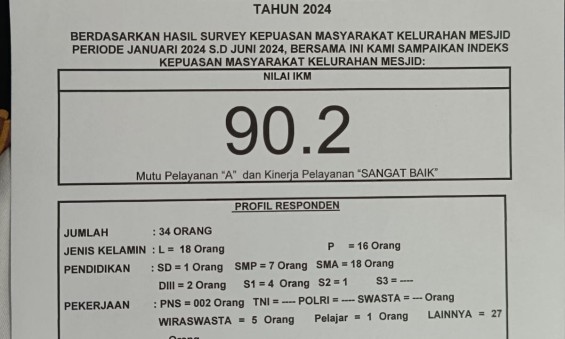 TAHUN 2024
BERDASARKAN HASIL SURVEY KEPUASAN MASYARAKAT KELURAHAN MESJID
PERIODE JANUARI 2024 S.D JUNI 2024, BERSAMA INI KAMI SAMPAIKAN INDEKS
KEPUASAN MASYARAKAT KELURAHAN MESJID:
NILAI IKM
90.2
Mutu Pelayanan "A" dan Kinerja Pelayanan "SANGAT BAIK"
PROFIL RESPONDEN
JUMLAH : 34 ORANG
JENIS KELAMIN : L = 18 Orang P = 16 Orang
PENDIDIKAN : SD = 1 Orang SMP = 7 Orang SMA = 18 Orang
DIII = 2 Orang S1 = 4 Orang S2 = 1 S3 = ----
PEKERJAAN : PNS = 002 Orang TNI = ---- POLRI = ---- SWASTA = --- Orang
WIRASWASTA = 5 Orang Pelajar = 1 Orang LAINNYA = 27
Orang